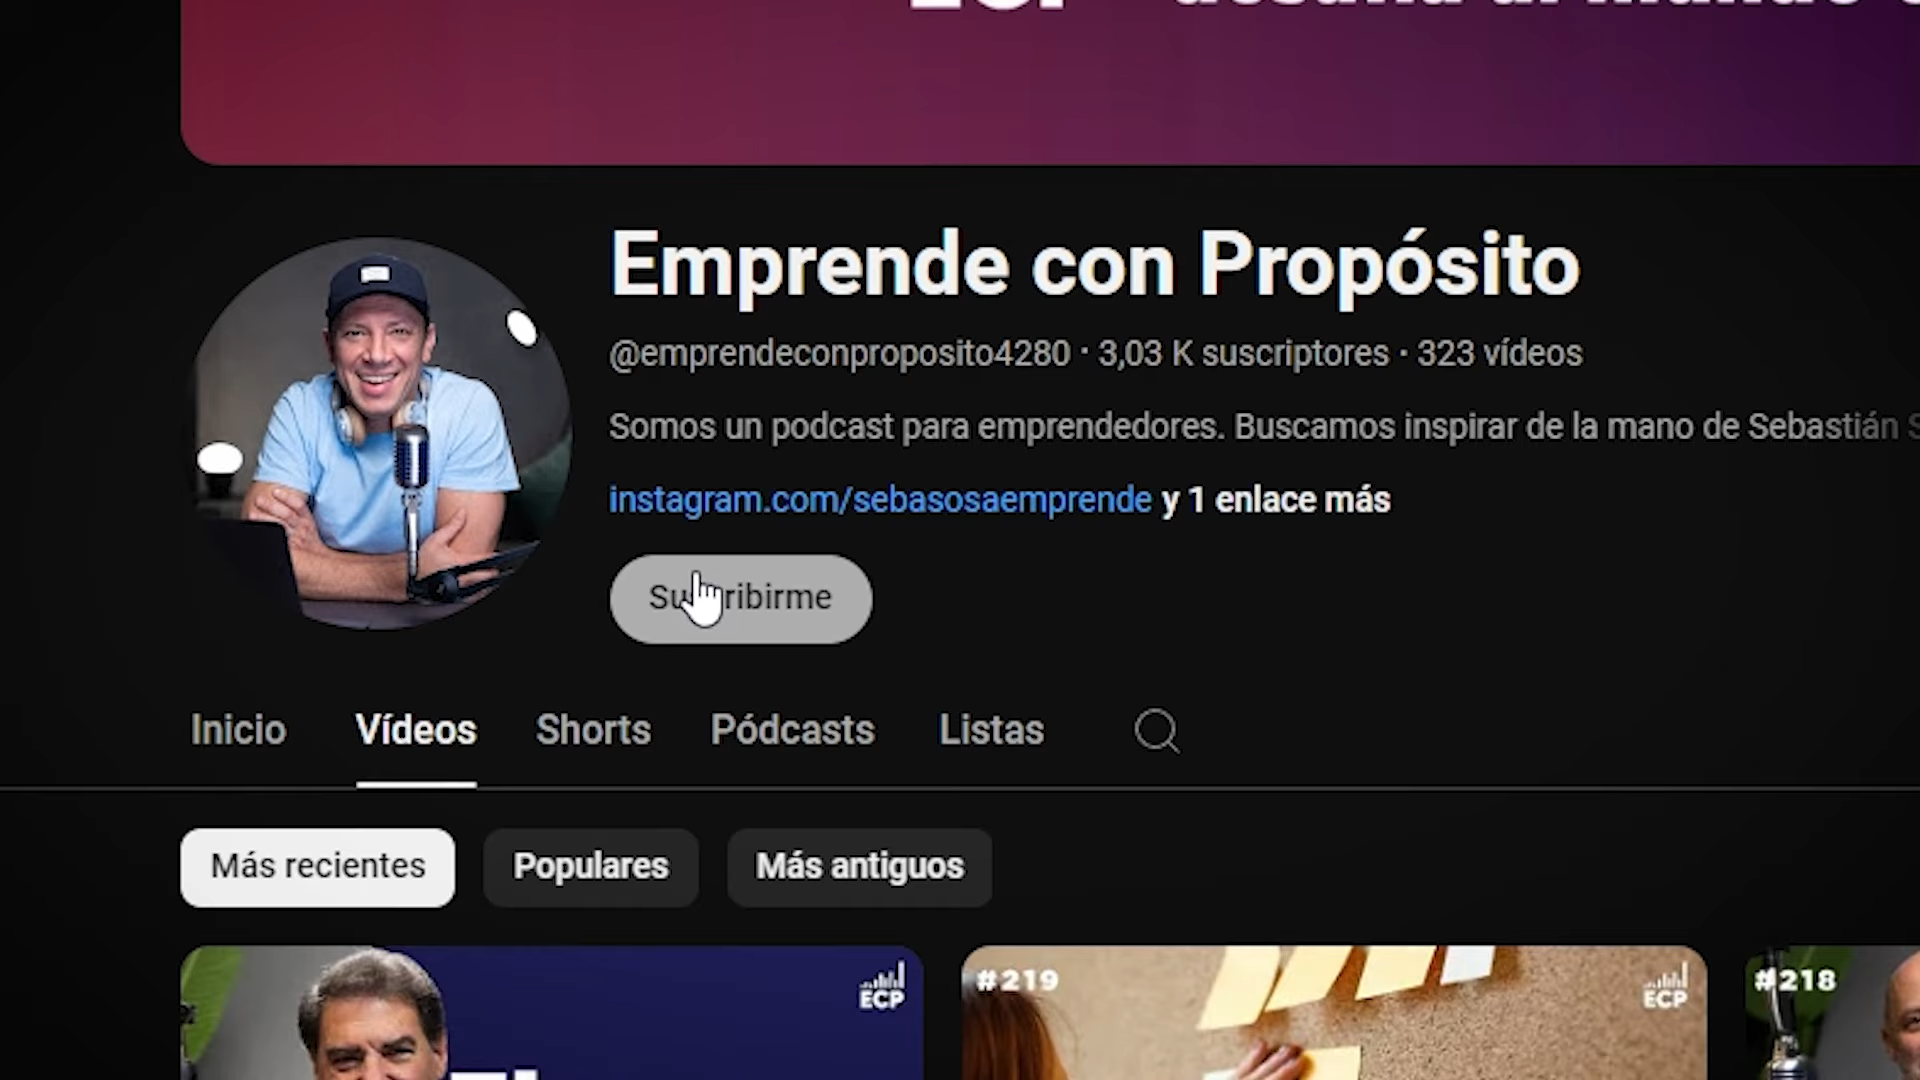 Emprende con Propósito
@emprendeconproposito4280 · 3,03 K suscriptores · 323 vídeos
Somos un podcast para emprendedores. Buscamos inspirar de la mano de Sebastián
instagram.com/sebasosaemprende y 1 enlace más
Suscribirme
Inicio Vídeos Shorts Pódcasts Listas
Más recientes Populares Más antiguos
ECP #219 ECP #218